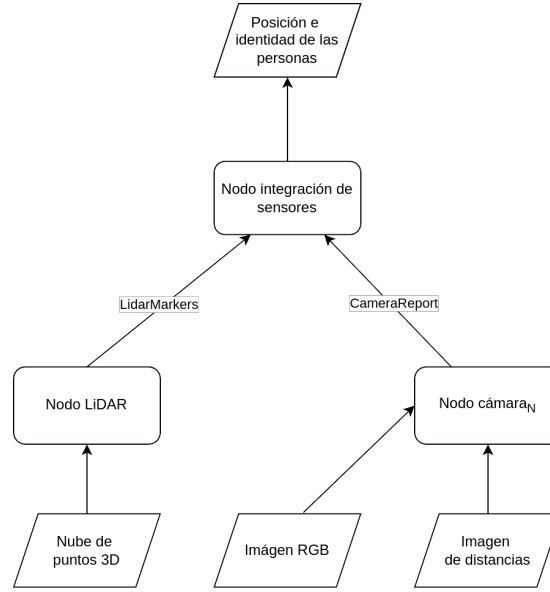 Posición e
identidad de las
personas
Nodo integración de
sensores
LidarMarkers
CameraReport
Nodo LiDAR
Nodo cámara_N
Nube de
puntos 3D
Imágen RGB
Imagen
de distancias